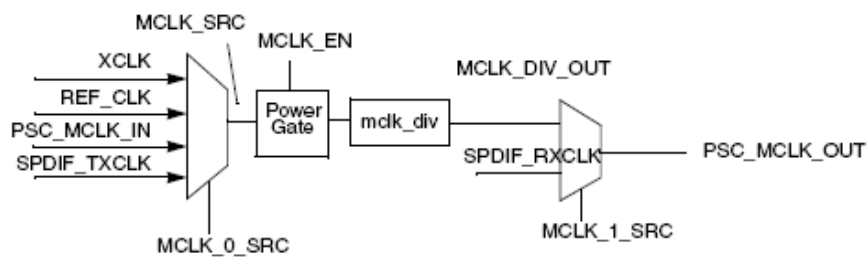 MCLK_SRC
MCLK_EN
XCLK
MCLK_DIV_OUT
REF_CLK
Power
Gate
mclk_div
PSC_MCLK_IN
SPDIF_TXCLK
SPDIF_RXCLK
PSC_MCLK_OUT
MCLK_0_SRC
MCLK_1_SRC